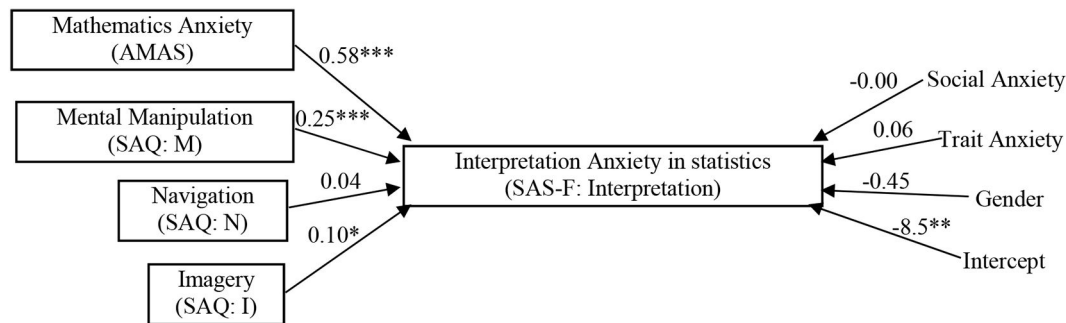 Mathematics Anxiety
(AMAS)
0.58***
Mental Manipulation
(SAQ: M)
0.25***
Navigation
(SAQ: N)
0.04
Imagery
(SAQ: I)
0.10*
Interpretation Anxiety in statistics
(SAS-F: Interpretation)
-0.00
Social Anxiety
0.06
Trait Anxiety
-0.45
Gender
-8.5**
Intercept